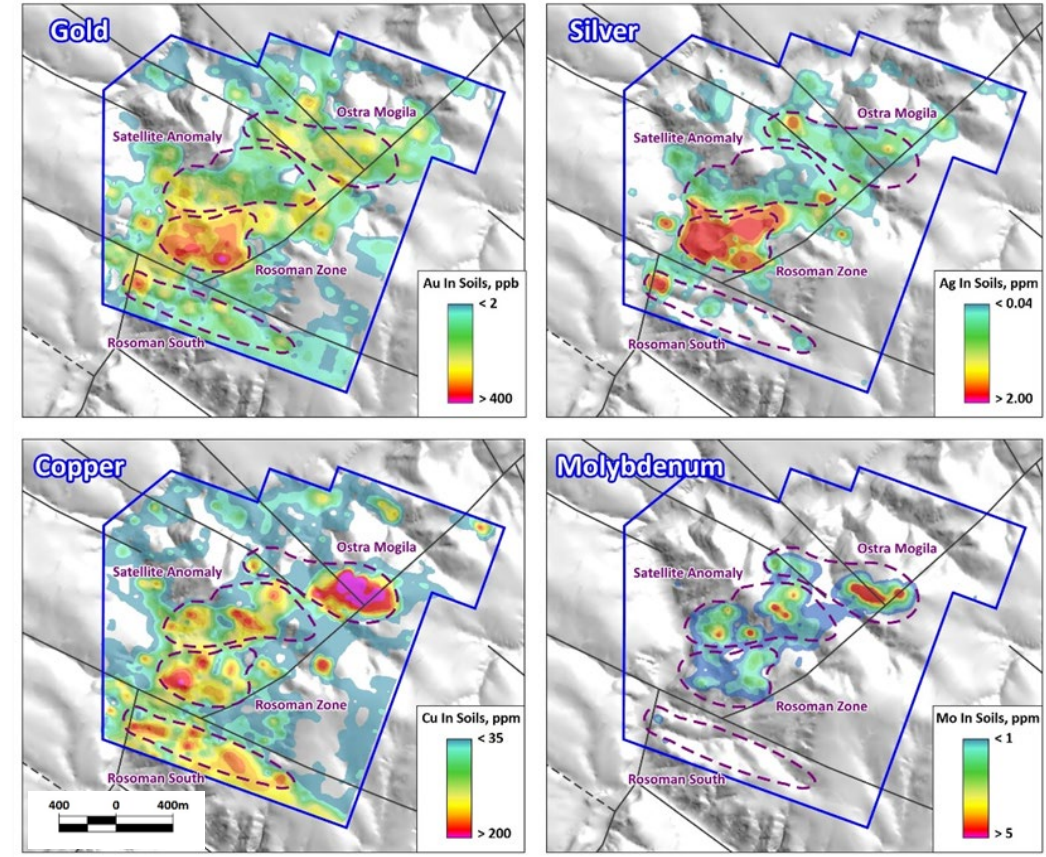 Gold
Ostra Mogila
Satellite Anomaly
Rosoman Zone
Rosoman South
Au In Soils, ppb
< 2
> 400
Silver
Ostra Mogila
Satellite Anomaly
Rosoman Zone
Rosoman South
Ag In Soils, ppm
< 0.04
> 2.00
Copper
Ostra Mogila
Satellite Anomaly
Rosoman Zone
Rosoman South
Cu In Soils, ppm
< 35
> 200
400 0 400m
Molybdenum
Ostra Mogila
Satellite Anomaly
Rosoman Zone
Rosoman South
Mo In Soils, ppm
< 1
> 5